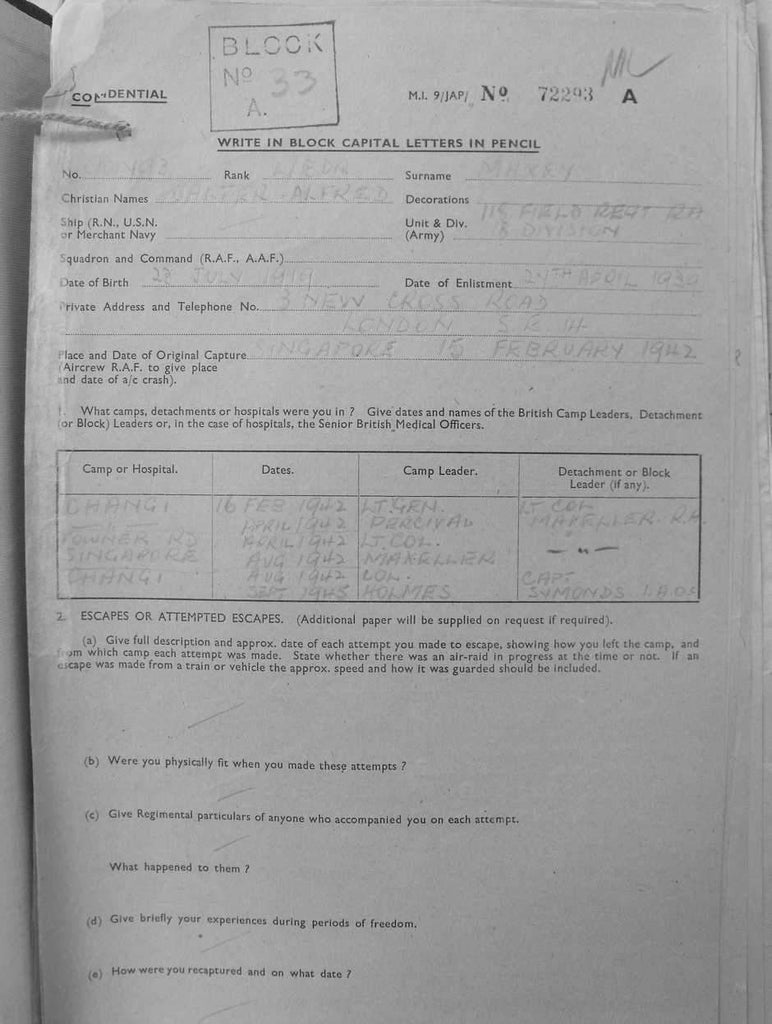 BLOCK
Nº 33
A.
CONFIDENTIAL
M.I. 9/JAP/ Nº 72293 A
WRITE IN BLOCK CAPITAL LETTERS IN PENCIL
No. Rank Surname
Christian Names WALTER ALFRED Decorations
Ship (R.N., U.S.N. or Merchant Navy
Unit & Div. (Army) 118 FIELD REGT RA
18 DIVISION
Squadron and Command (R.A.F., A.A.F.)
Date of Birth 23 JULY 1919 Date of Enlistment 24TH APRIL 1939
Private Address and Telephone No. 3 NEW CROSS ROAD
LONDON S E 14
Place and Date of Original Capture SINGAPORE 15 FEBRUARY 1942
(Aircrew R.A.F. to give place
and date of a/c crash).
1. What camps, detachments or hospitals were you in ? Give dates and names of the British Camp Leaders, Detachment
(or Block) Leaders or, in the case of hospitals, the Senior British Medical Officers.
Camp or Hospital. Dates. Camp Leader. Detachment or Block
Leader (if any).
CHANGI 16 FEB 1942 LT GEN. LT COL
APRIL 1942 PERCIVAL R.A.
RD APRIL 1942 LT. COL.
SINGAPORE AUG 1942 — " —
CHANGI AUG 1942 COL. CAPT
SEPT 1945 HOLMES SYMONDS
2. ESCAPES OR ATTEMPTED ESCAPES. (Additional paper will be supplied on request if required).
(a) Give full description and approx. date of each attempt you made to escape, showing how you left the camp, and
from which camp each attempt was made. State whether there was an air-raid in progress at the time or not. If an
escape was made from a train or vehicle the approx. speed and how it was guarded should be included.
(b) Were you physically fit when you made these attempts ?
(c) Give Regimental particulars of anyone who accompanied you on each attempt.
What happened to them ?
(d) Give briefly your experiences during periods of freedom.
(e) How were you recaptured and on what date ?